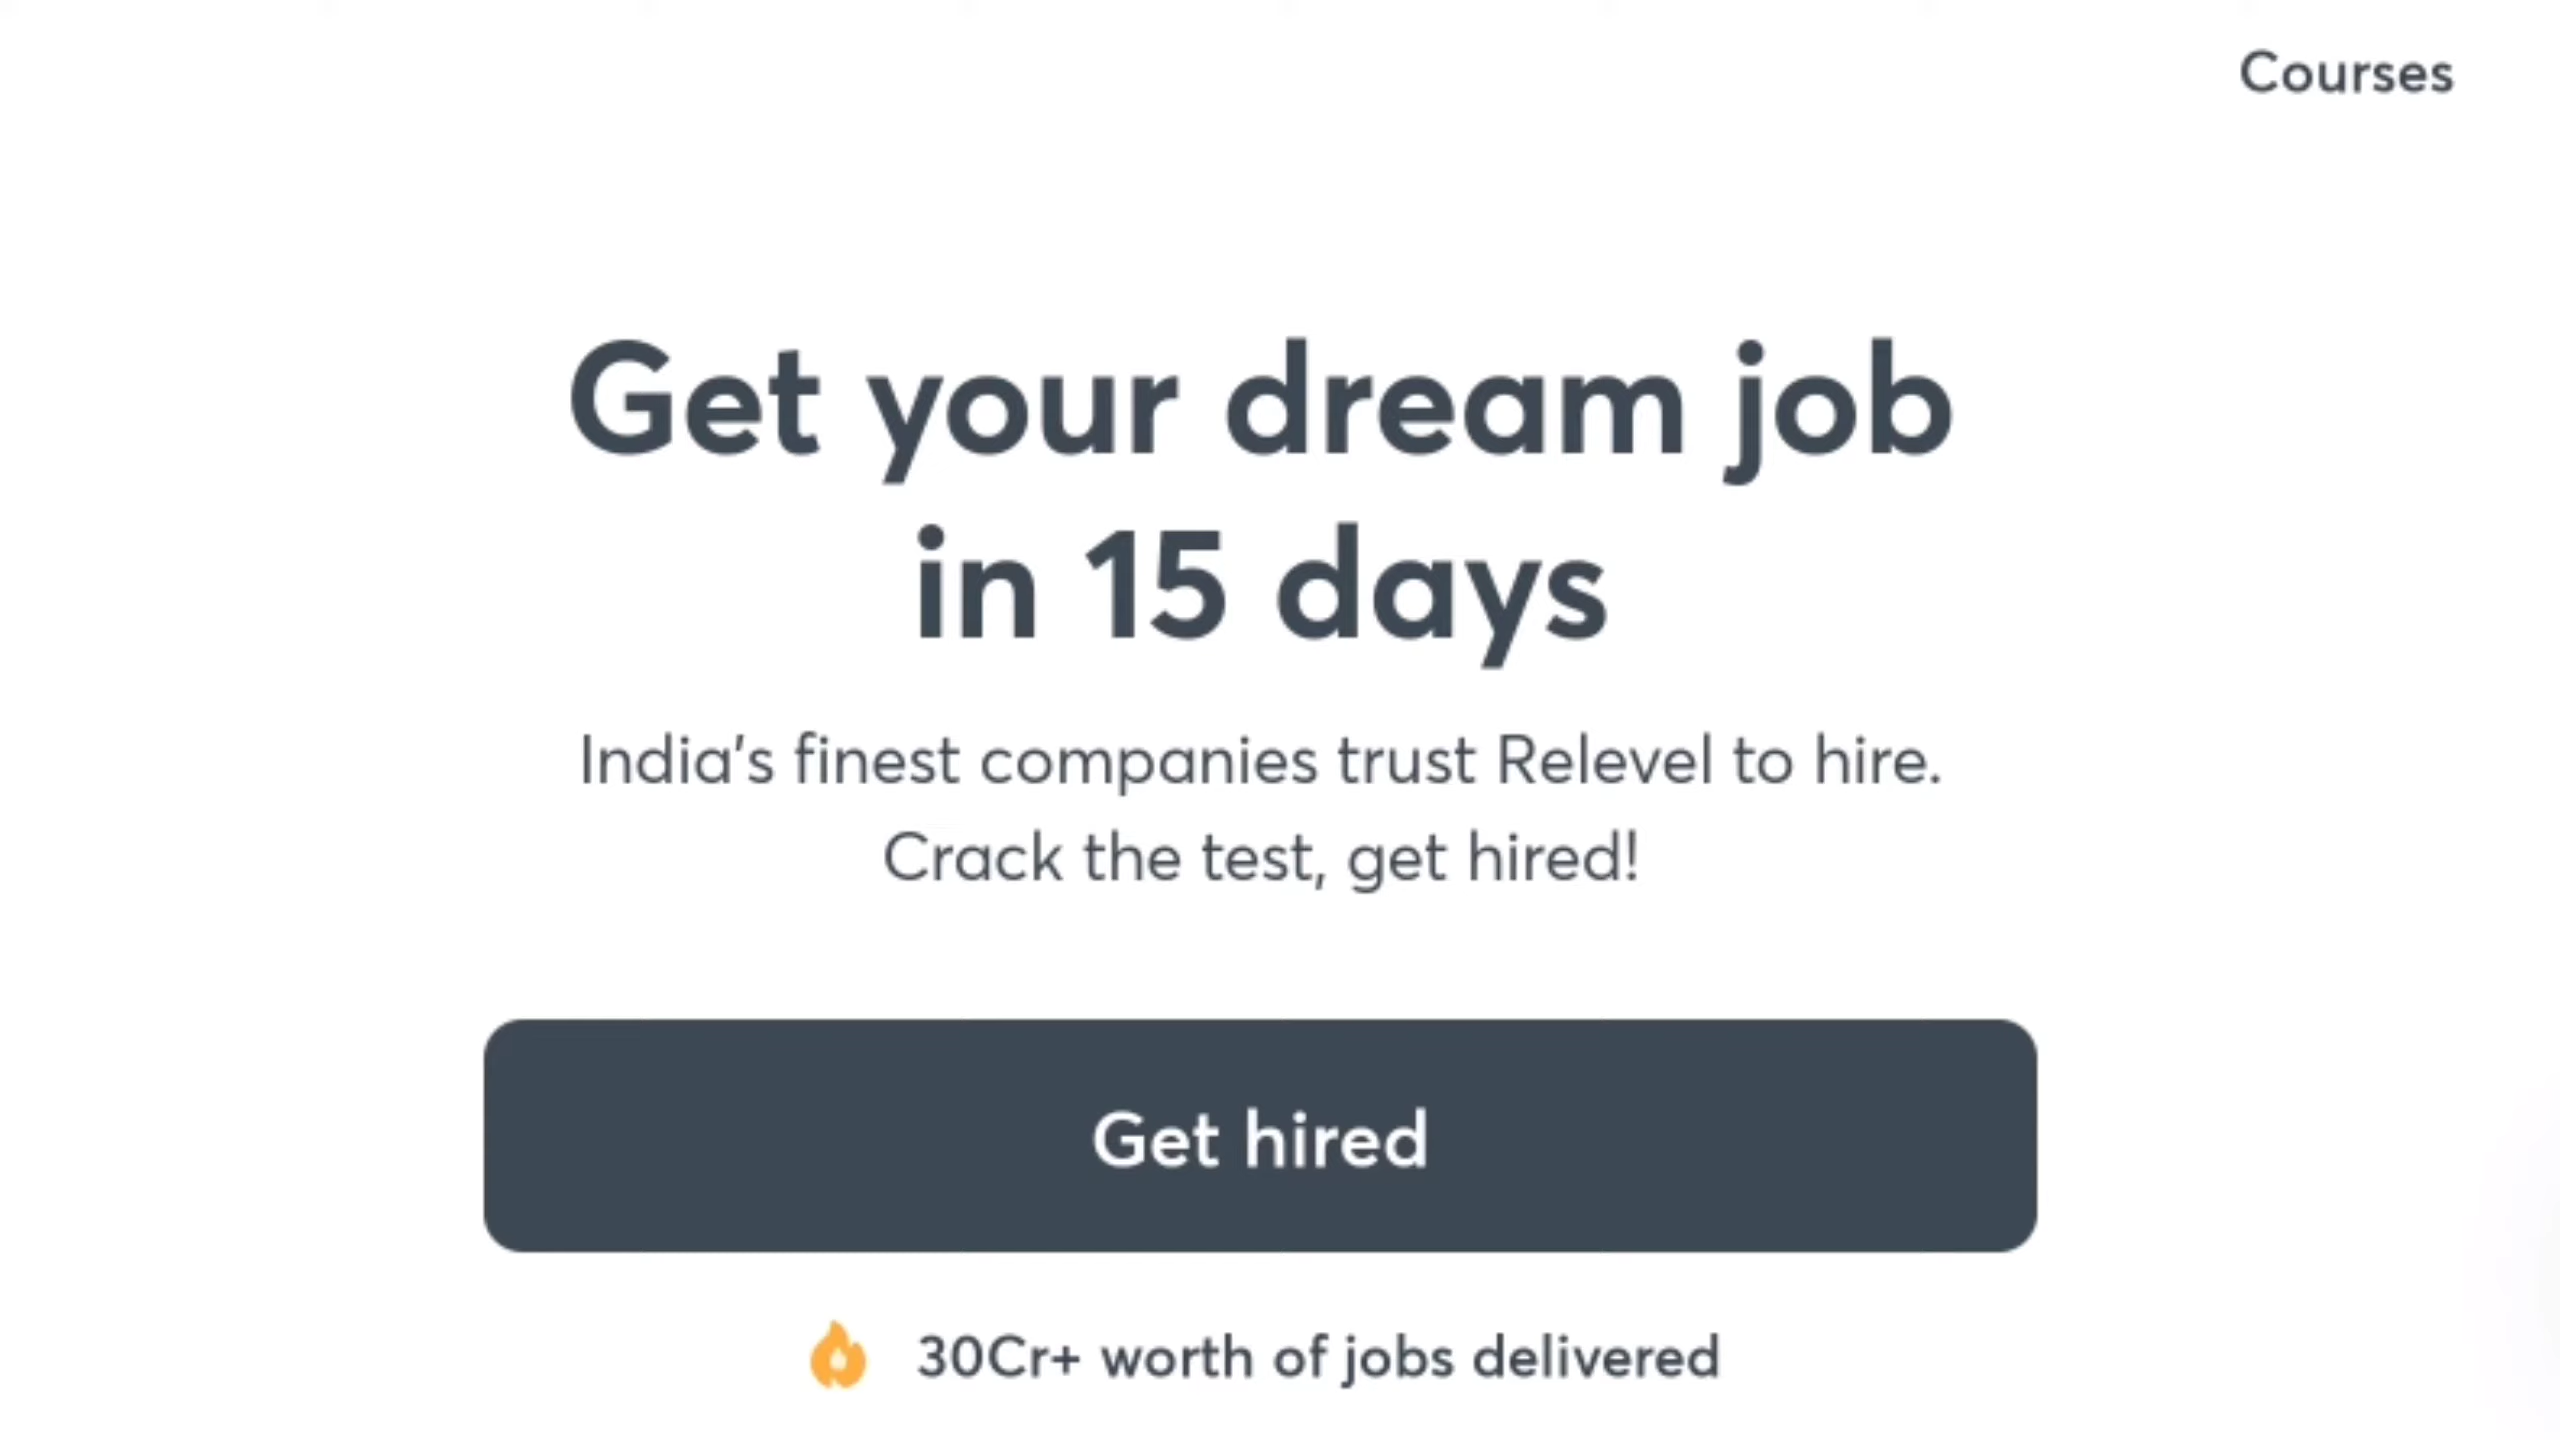 Courses
Get your dream job
in 15 days
India's finest companies trust Relevel to hire.
Crack the test, get hired!
Get hired
30Cr+ worth of jobs delivered